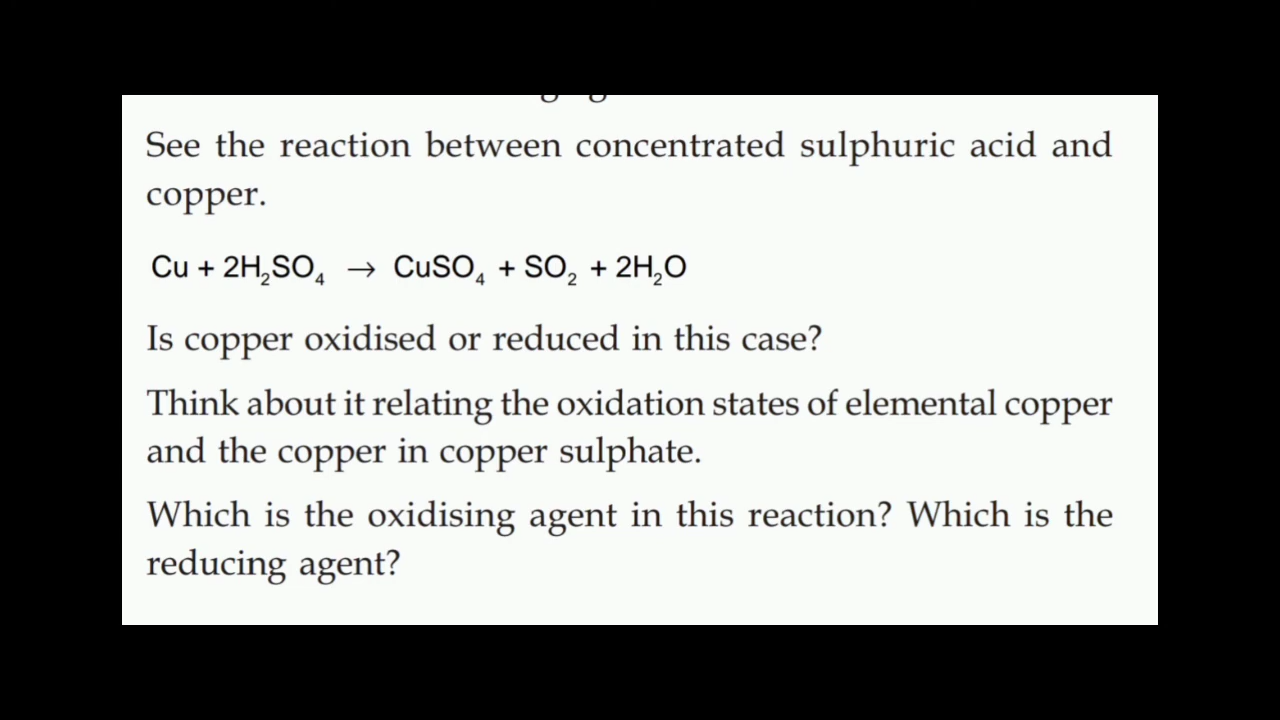 See the reaction between concentrated sulphuric acid and
copper.
Cu + 2H₂SO₄ → CuSO₄ + SO₂ + 2H₂O
Is copper oxidised or reduced in this case?
Think about it relating the oxidation states of elemental copper
and the copper in copper sulphate.
Which is the oxidising agent in this reaction? Which is the
reducing agent?